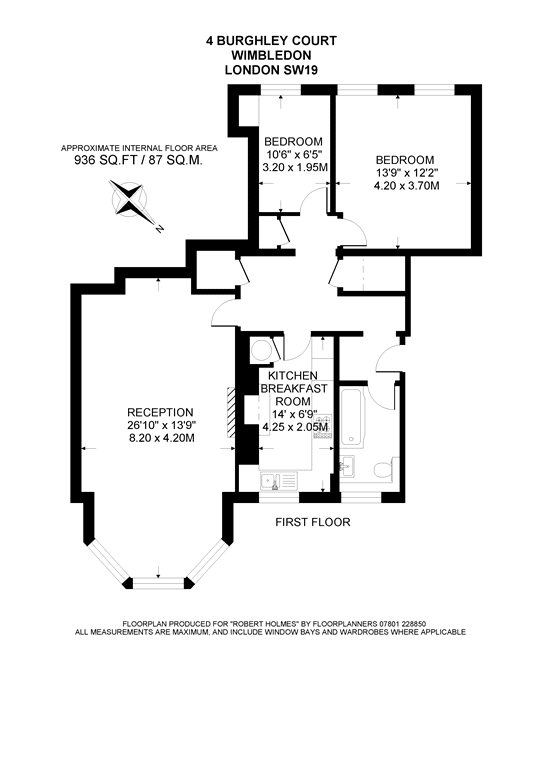 4 BURGHLEY COURT
WIMBLEDON
LONDON SW19
APPROXIMATE INTERNAL FLOOR AREA
936 SQ.FT / 87 SQ.M.
N
BEDROOM
10'6" x 6'5"
3.20 x 1.95M
BEDROOM
13'9" x 12'2"
4.20 x 3.70M
KITCHEN
BREAKFAST
ROOM
14' x 6'9"
4.25 x 2.05M
RECEPTION
26'10" x 13'9"
8.20 x 4.20M
FIRST FLOOR
FLOORPLAN PRODUCED FOR "ROBERT HOLMES" BY FLOORPLANNERS 07801 228850
ALL MEASUREMENTS ARE MAXIMUM, AND INCLUDE WINDOW BAYS AND WARDROBES WHERE APPLICABLE